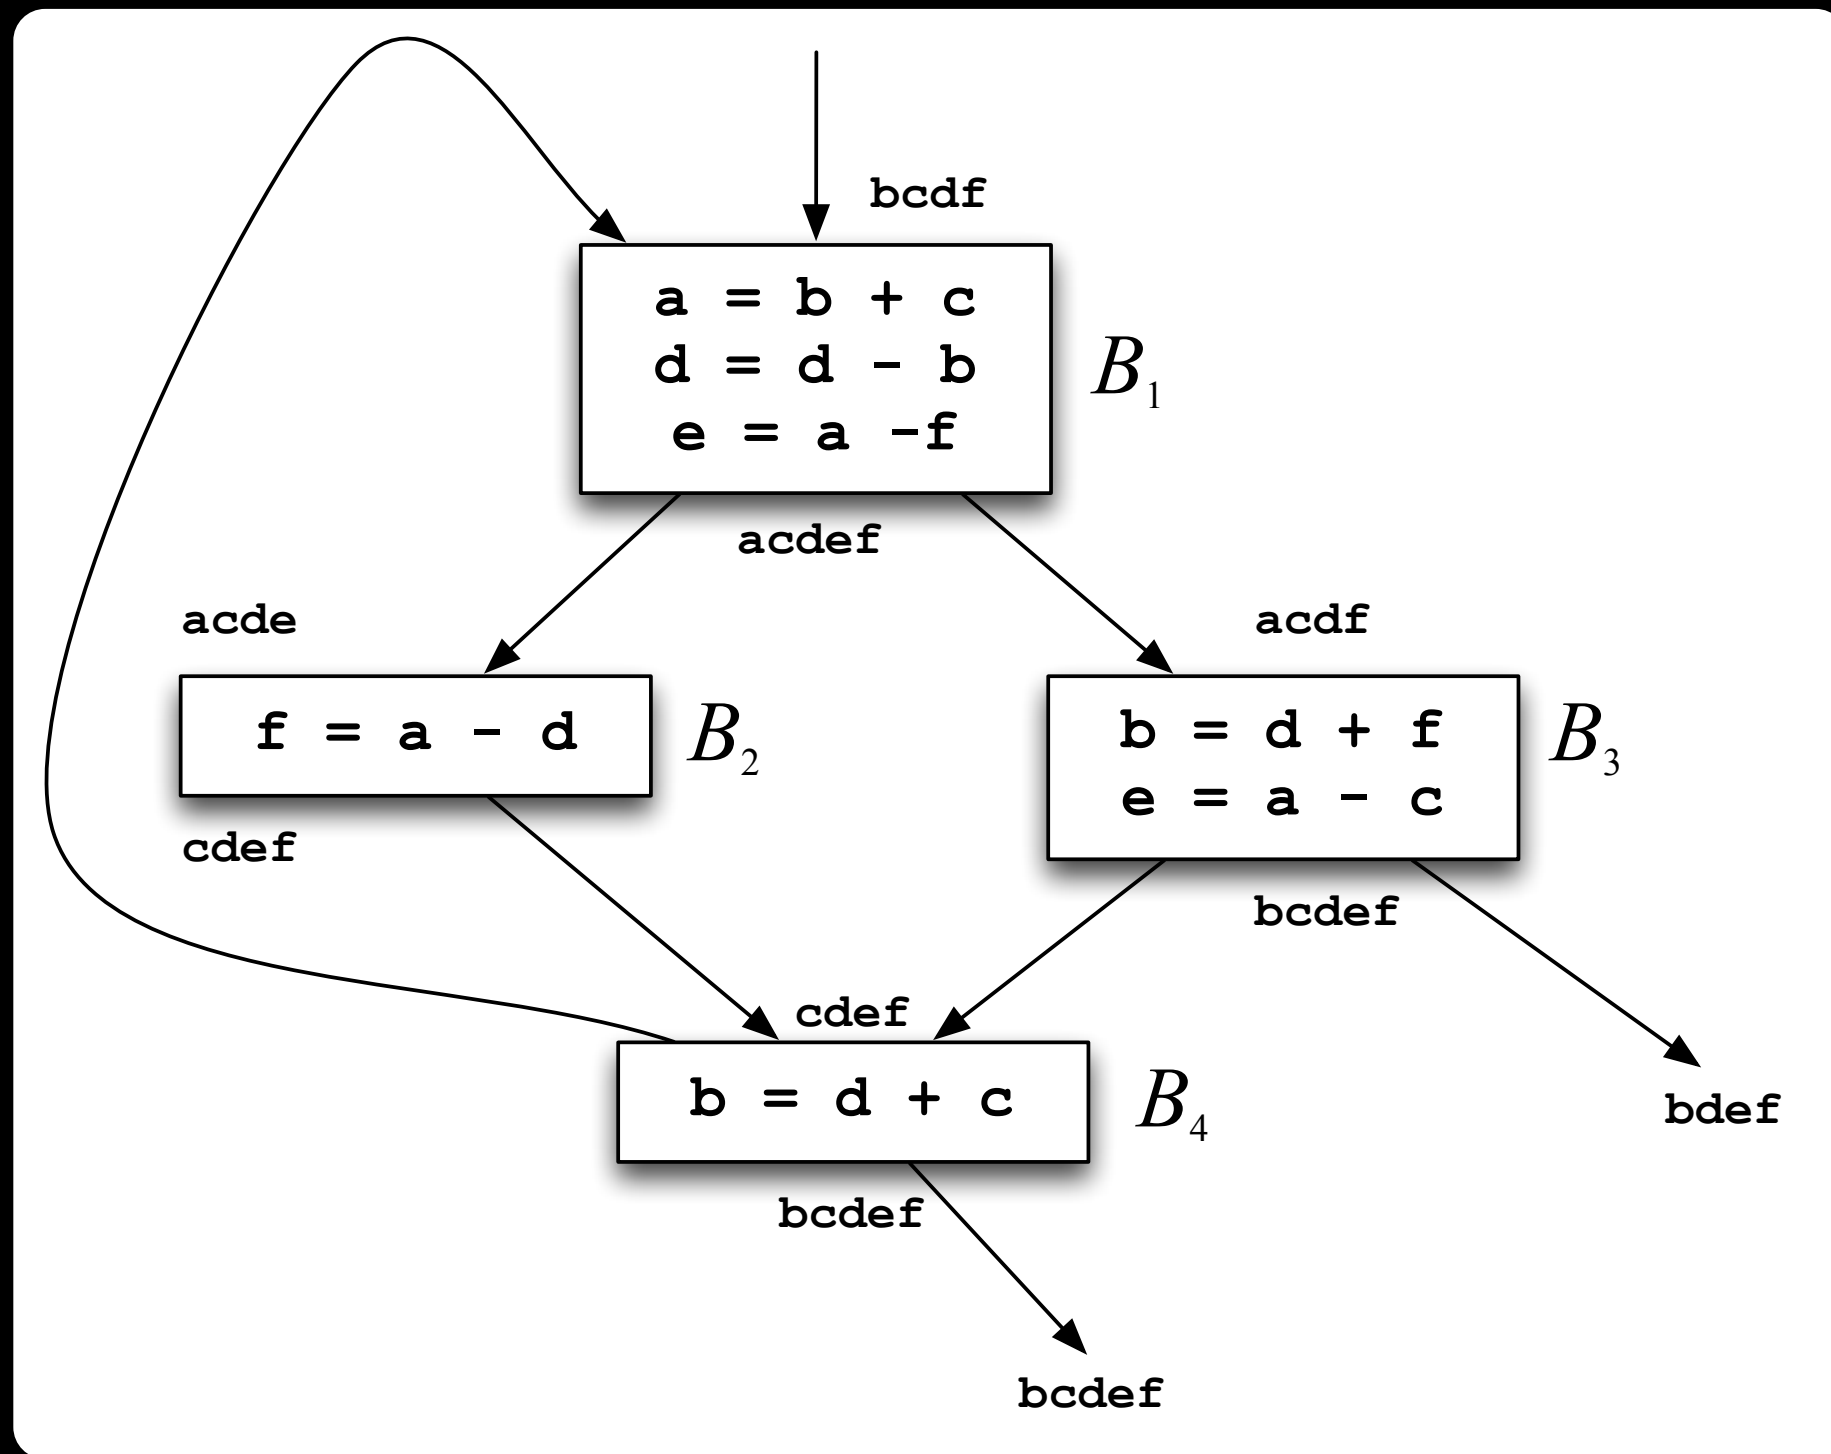 bcdf
a = b + c
d = d - b
e = a -f
B1
acdef
acde
acdf
f = a - d
B2
b = d + f
e = a - c
B3
cdef
bcdef
cdef
b = d + c
B4
bdef
bcdef
bcdef